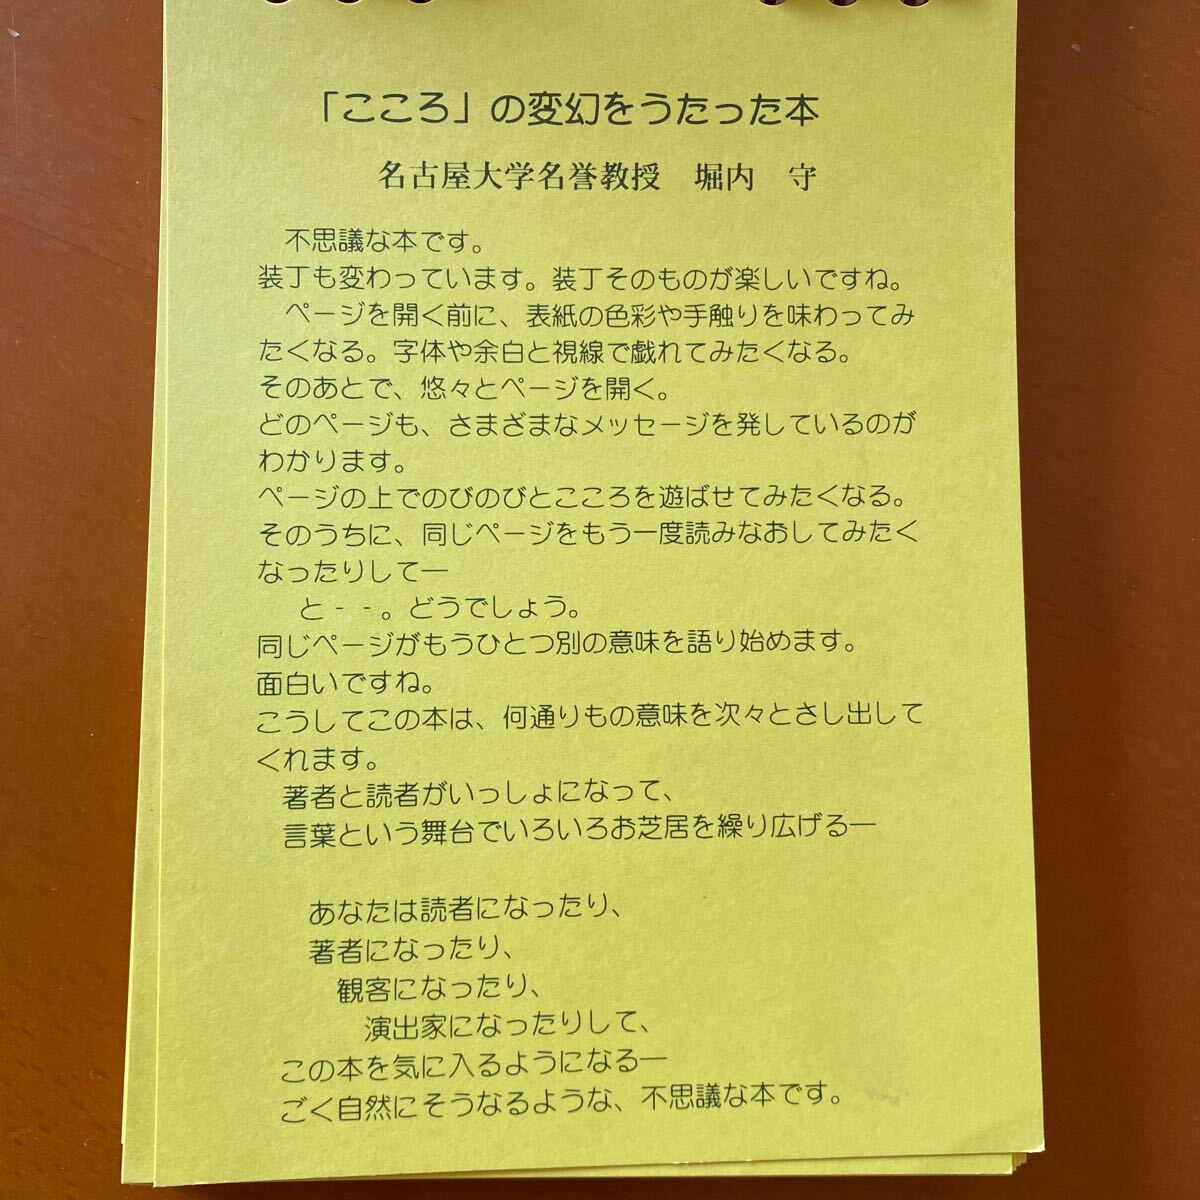 「こころ」の変幻をうたった本
名古屋大学名誉教授　堀内　守
不思議な本です。
装丁も変わっています。装丁そのものが楽しいですね。
ページを開く前に、表紙の色彩や手触りを味わってみ
たくなる。字体や余白と視線で戯れてみたくなる。
そのあとで、悠々とページを開く。
どのページも、さまざまなメッセージを発しているのが
わかります。
ページの上でのびのびとこころを遊ばせてみたくなる。
そのうちに、同じページをもう一度読みなおしてみたく
なったりして―
と - -。どうでしょう。
同じページがもうひとつ別の意味を語り始めます。
面白いですね。
こうしてこの本は、何通りもの意味を次々とさし出して
くれます。
著者と読者がいっしょになって、
言葉という舞台でいろいろお芝居を繰り広げる―
あなたは読者になったり、
著者になったり、
観客になったり、
演出家になったりして、
この本を気に入るようになる―
ごく自然にそうなるような、不思議な本です。